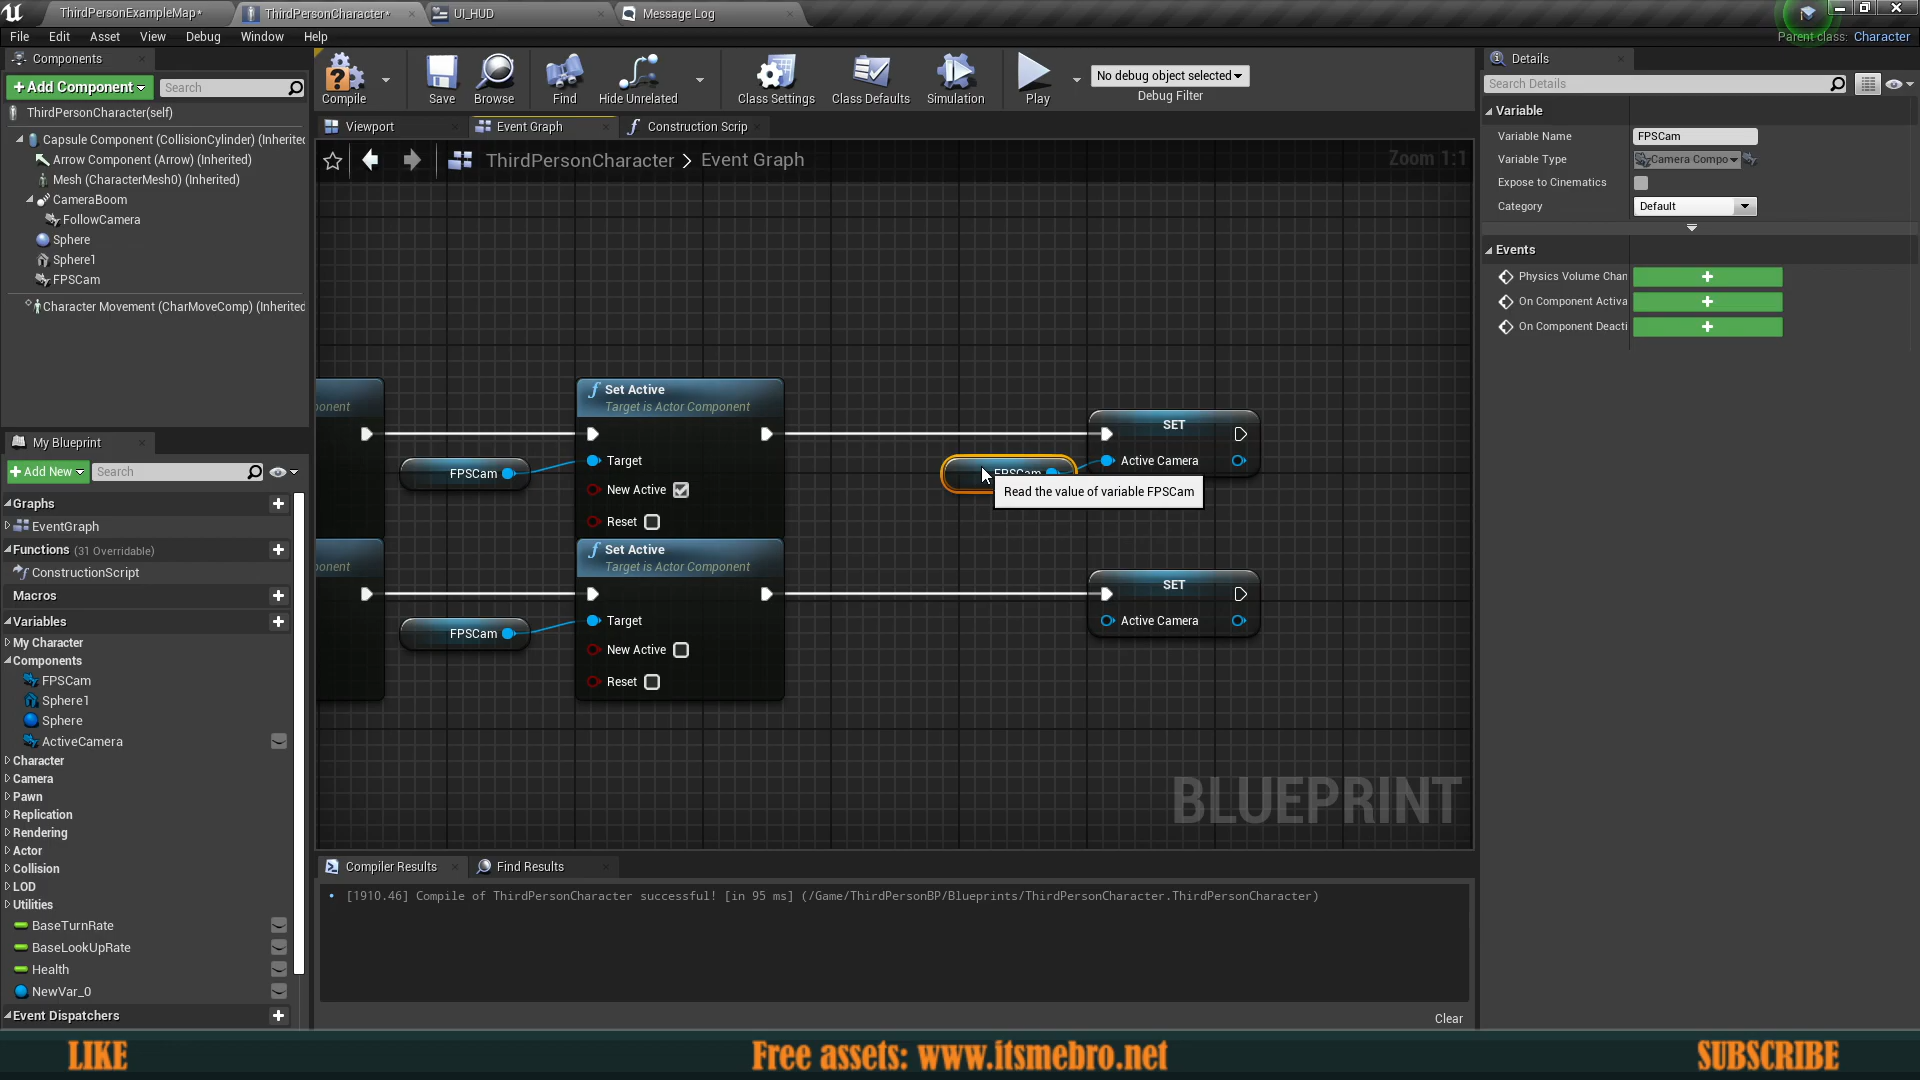 ThirdPersonExampleMap*
ThirdPersonCharacter*
UI_HUD
Message Log
File Edit Asset View Debug Window Help
Parent class: Character
Components
+ Add Component
Search
ThirdPersonCharacter(self)
Capsule Component (CollisionCylinder) (Inherited
Arrow Component (Arrow) (Inherited)
Mesh (CharacterMesh0) (Inherited)
CameraBoom
FollowCamera
Sphere
Sphere1
FPSCam
Character Movement (CharMoveComp) (Inherited
My Blueprint
+ Add New
Search
Graphs
EventGraph
Functions (31 Overridable)
ConstructionScript
Macros
Variables
My Character
Components
FPSCam
Sphere1
Sphere
ActiveCamera
Character
Camera
Pawn
Replication
Rendering
Actor
Collision
LOD
Utilities
BaseTurnRate
BaseLookUpRate
Health
NewVar_0
Event Dispatchers
Compile
Save
Browse
Find
Hide Unrelated
Class Settings
Class Defaults
Simulation
Play
No debug object selected
Debug Filter
Viewport
Event Graph
Construction Scrip
ThirdPersonCharacter > Event Graph
Zoom 1:1
onent
FPSCam
Set Active
Target is Actor Component
Target
New Active
Reset
FPSCam
SET
Active Camera
Read the value of variable FPSCam
onent
FPSCam
Set Active
Target is Actor Component
Target
New Active
Reset
SET
Active Camera
BLUEPRINT
Compiler Results
Find Results
[1910.46] Compile of ThirdPersonCharacter successful! [in 95 ms] (/Game/ThirdPersonBP/Blueprints/ThirdPersonCharacter.ThirdPersonCharacter)
Clear
Details
Search Details
Variable
Variable Name FPSCam
Variable Type Camera Compo
Expose to Cinematics
Category Default
Events
Physics Volume Chan
On Component Activa
On Component Deacti
LIKE
Free assets: www.itsmebro.net
SUBSCRIBE